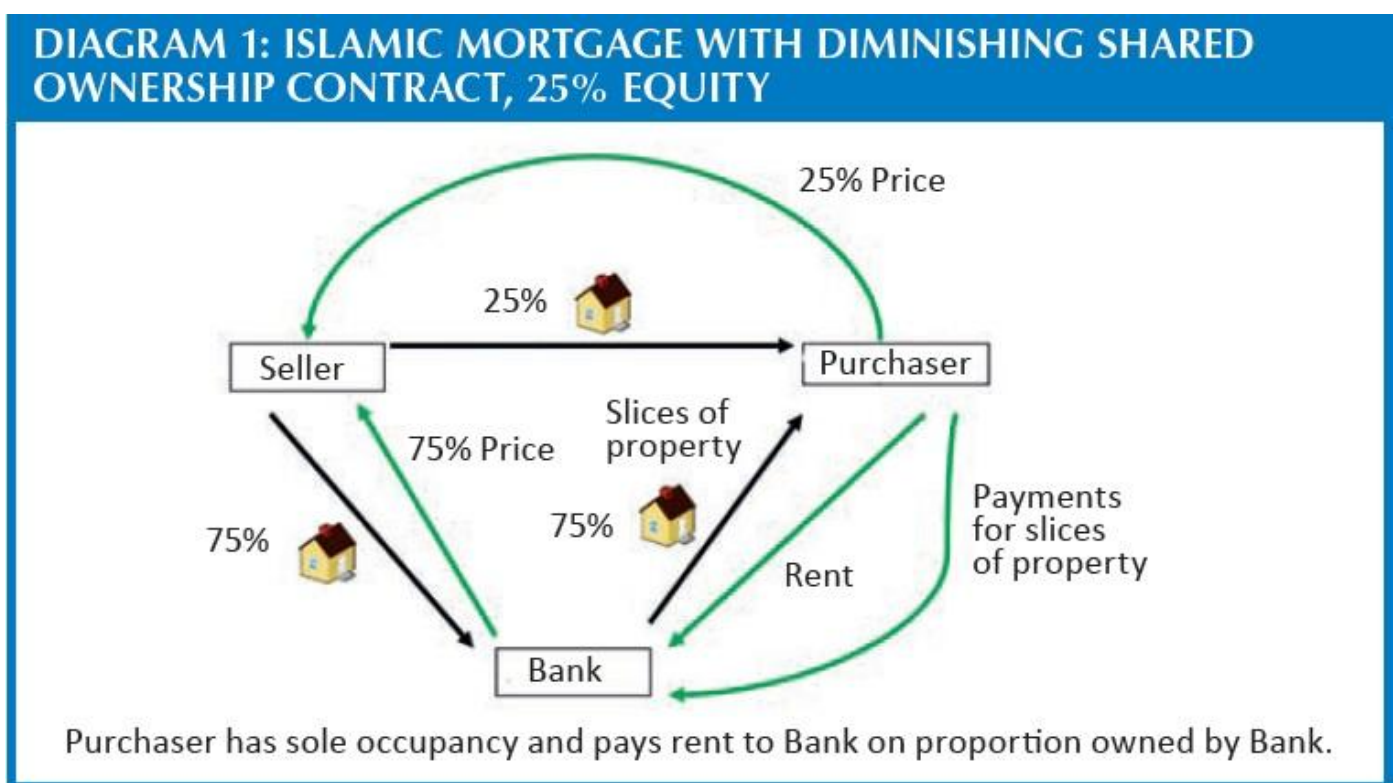 DIAGRAM 1: ISLAMIC MORTGAGE WITH DIMINISHING SHARED
OWNERSHIP CONTRACT, 25% EQUITY
25% Price
25%
Seller
Purchaser
Slices of
property
75% Price
75%
75%
Payments
for slices
of property
Rent
Bank
Purchaser has sole occupancy and pays rent to Bank on proportion owned by Bank.